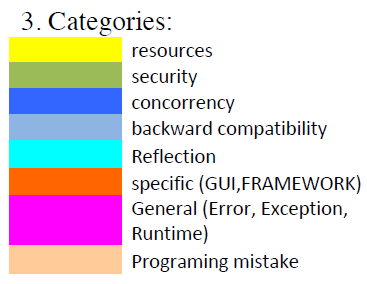 3. Categories:
resources
security
concorrency
backward compatibility
Reflection
specific (GUI,FRAMEWORK)
General (Error, Exception,
Runtime)
Programing mistake